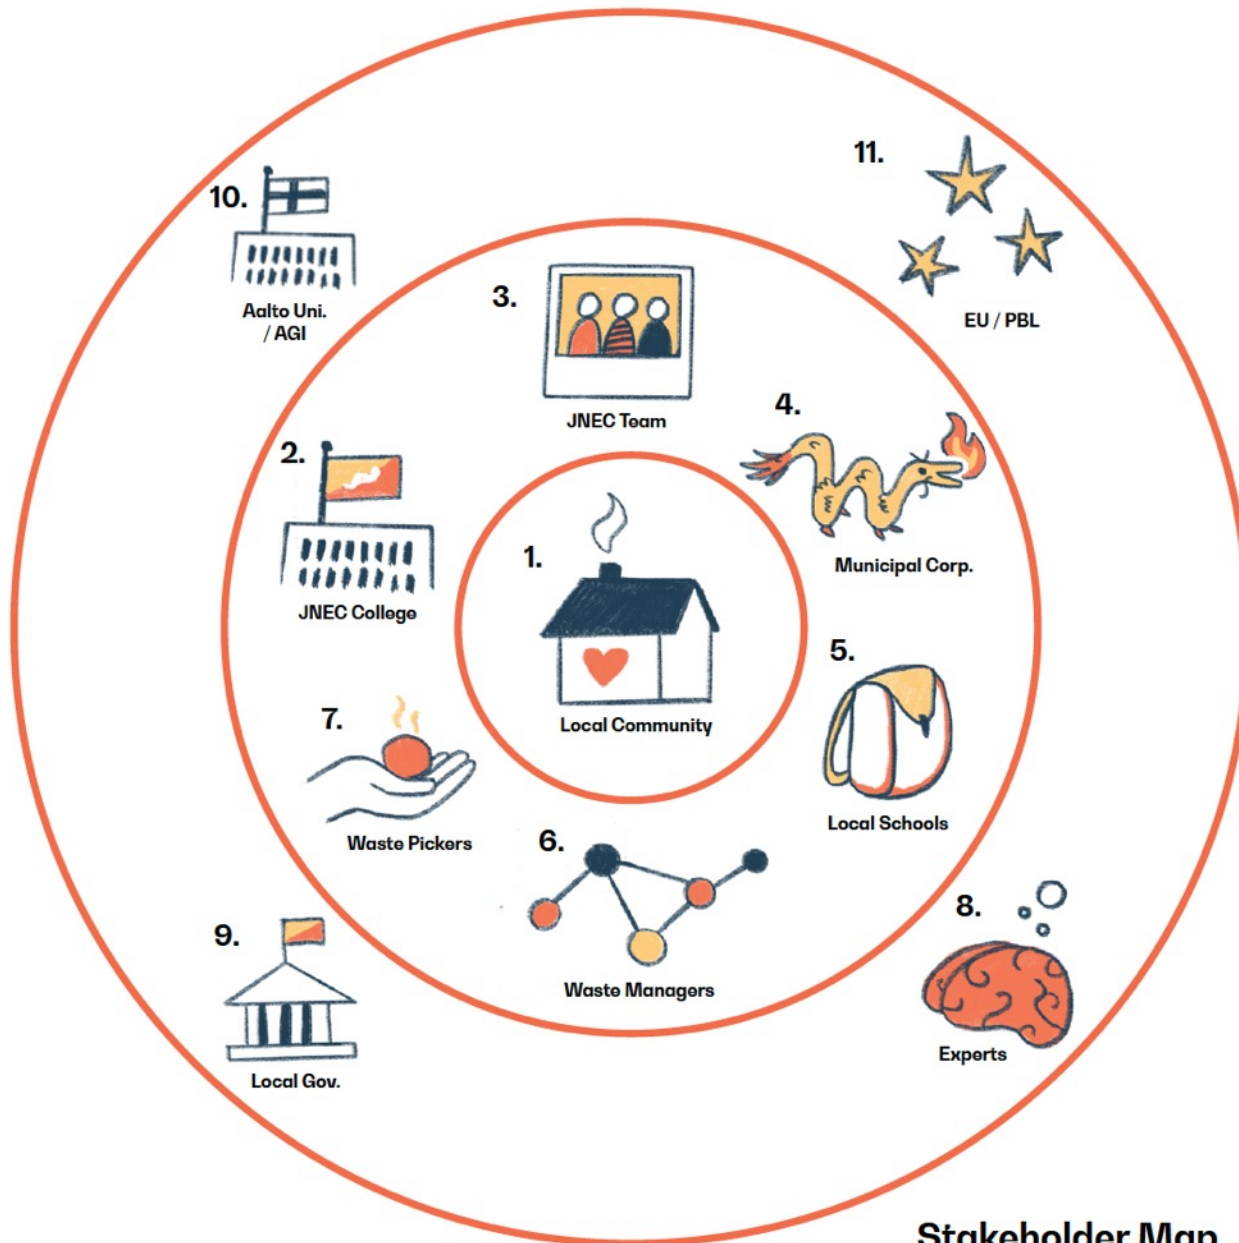 11.
10.
Aalto Uni.
/ AGI
EU / PBL
3.
JNEC Team
4.
Municipal Corp.
2.
JNEC College
1.
Local Community
5.
Local Schools
7.
Waste Pickers
6.
Waste Managers
8.
Experts
9.
Local Gov.
Stakeholder Map